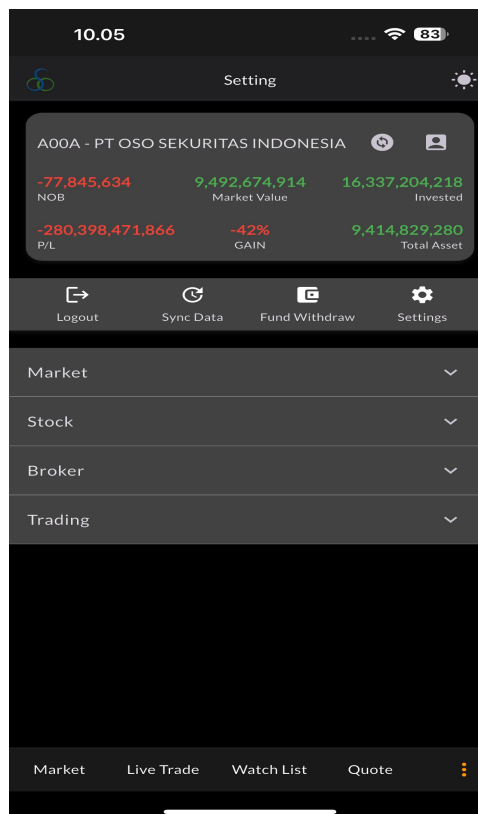 10.05
83
Setting
A00A - PT OSO SEKURITAS INDONESIA
-77,845,634 9,492,674,914 16,337,204,218
NOB Market Value Invested
-280,398,471,866 -42% 9,414,829,280
P/L GAIN Total Asset
Logout Sync Data Fund Withdraw Settings
Market
Stock
Broker
Trading
Market Live Trade Watch List Quote